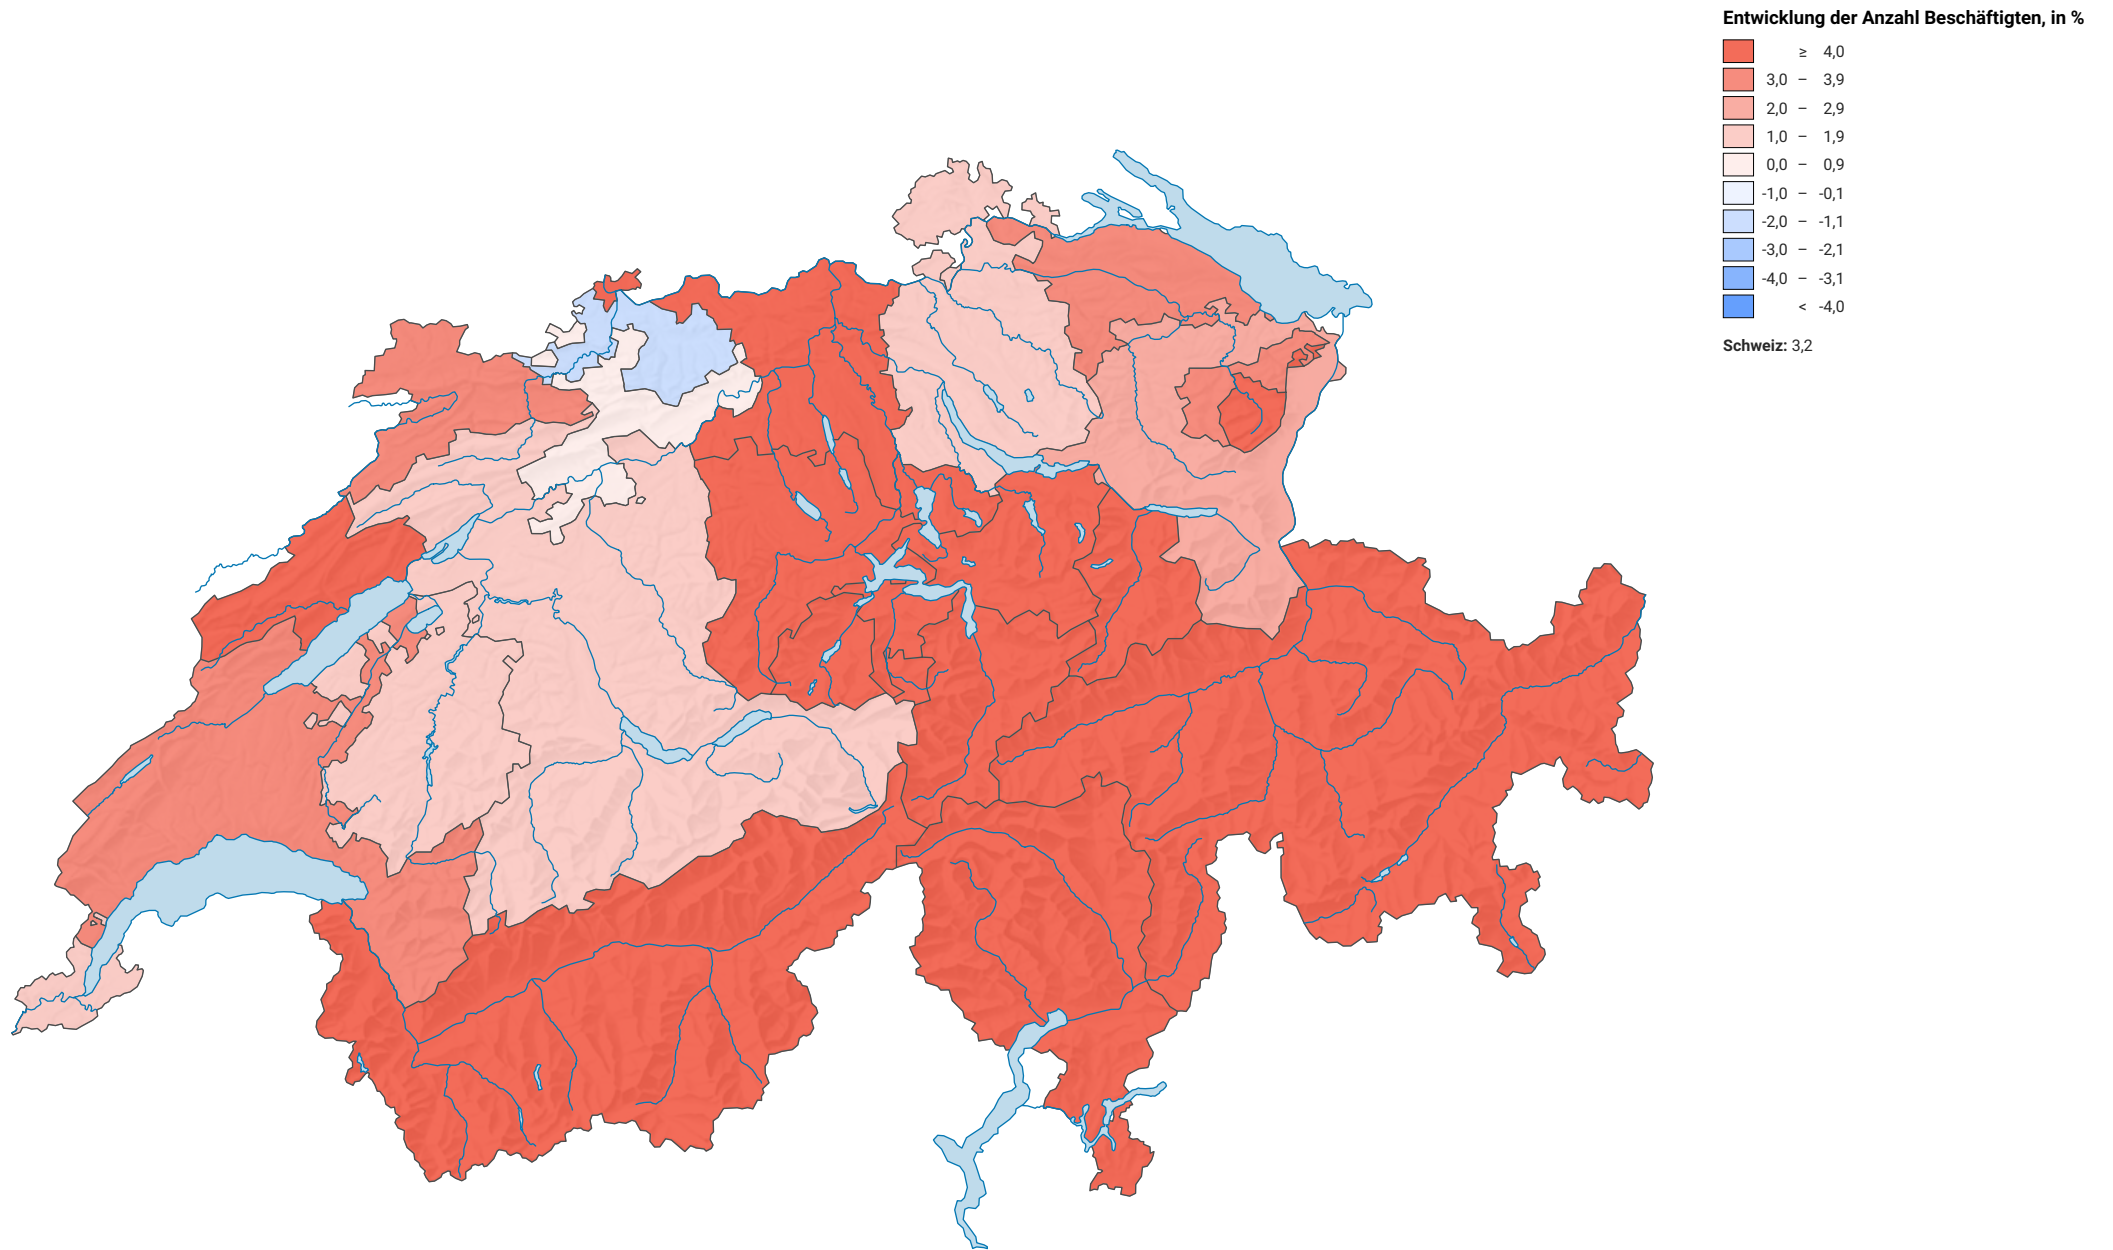 Entwicklung der Anzahl Beschäftigten, in %
≥ 4,0
3,0 – 3,9
2,0 – 2,9
1,0 – 1,9
0,0 – 0,9
-1,0 – -0,1
-2,0 – -1,1
-3,0 – -2,1
-4,0 – -3,1
< -4,0
Schweiz: 3,2